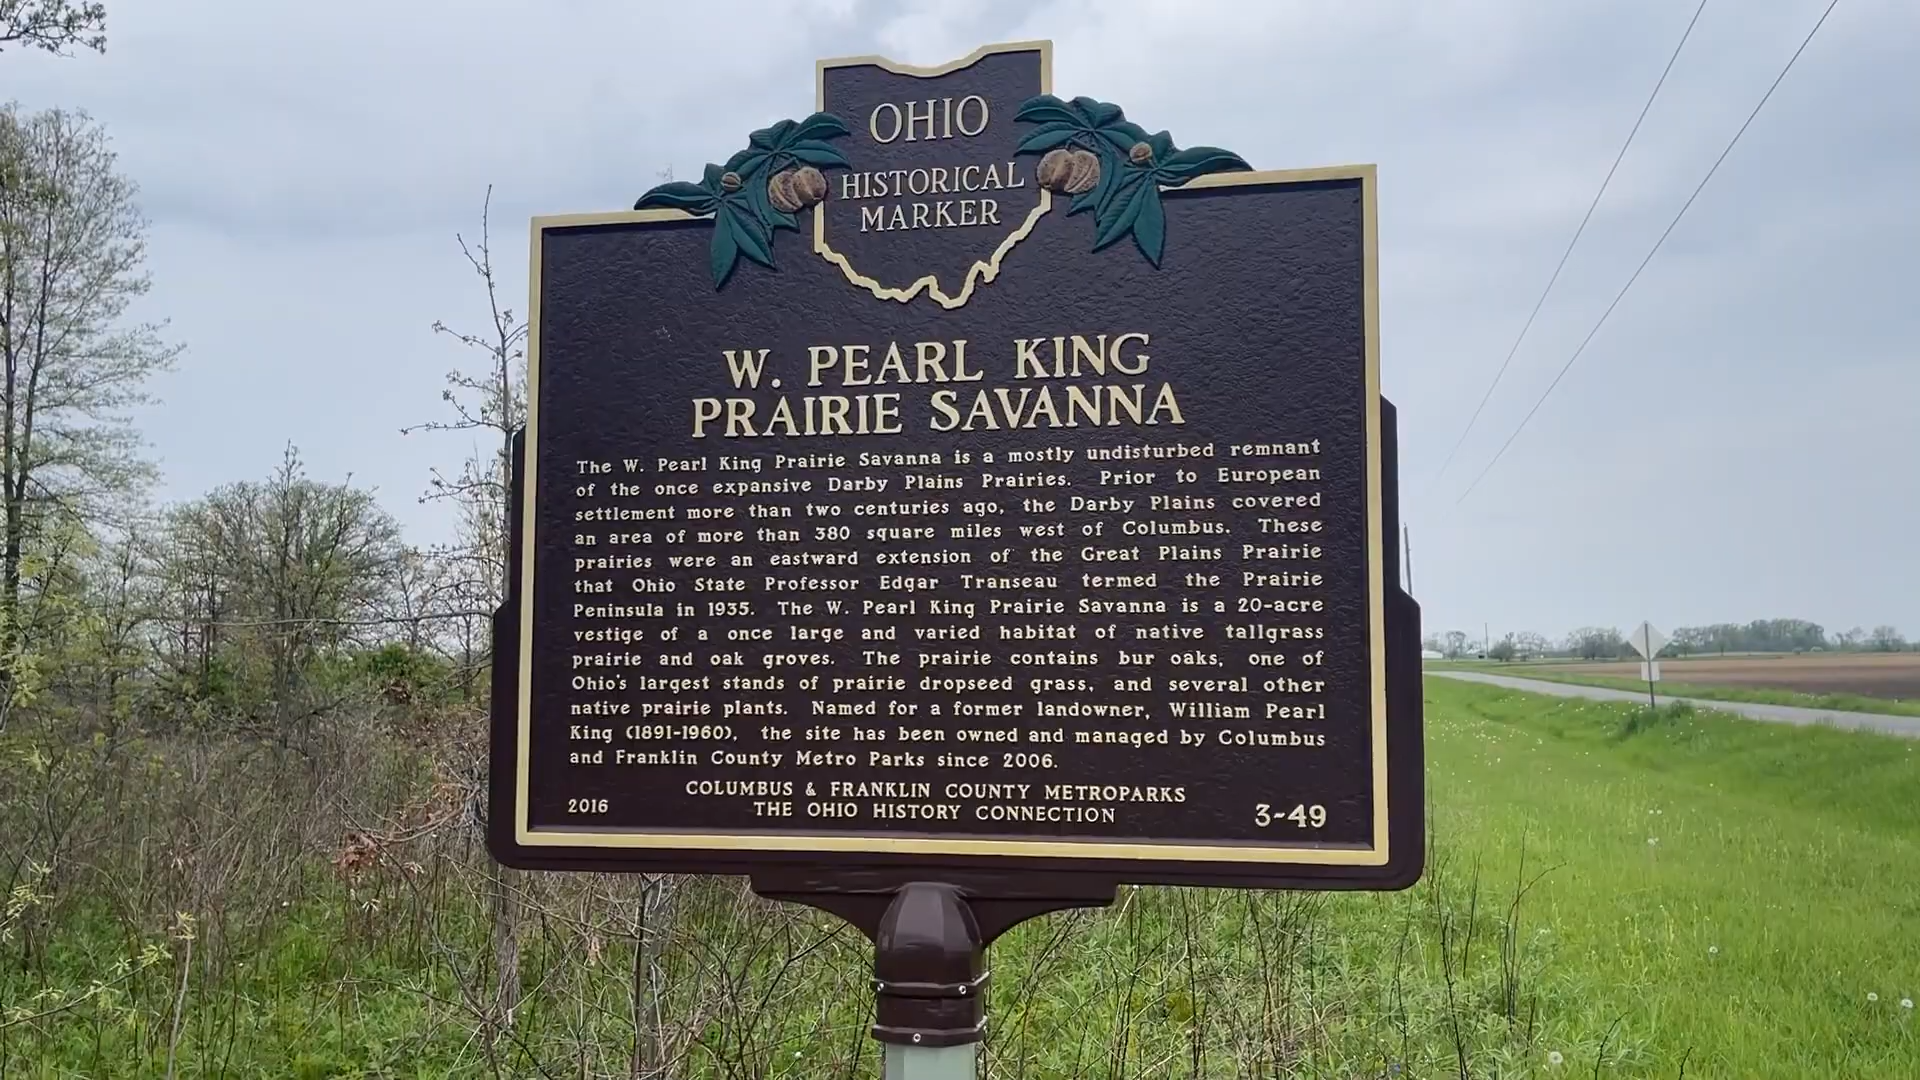 OHIO
HISTORICAL
MARKER
W. PEARL KING
PRAIRIE SAVANNA
The W. Pearl King Prairie Savanna is a mostly undisturbed remnant
of the once expansive Darby Plains Prairies. Prior to European
settlement more than two centuries ago, the Darby Plains covered
an area of more than 380 square miles west of Columbus. These
prairies were an eastward extension of the Great Plains Prairie
that Ohio State Professor Edgar Transeau termed the Prairie
Peninsula in 1935. The W. Pearl King Prairie Savanna is a 20-acre
vestige of a once large and varied habitat of native tallgrass
prairie and oak groves. The prairie contains bur oaks, one of
Ohio's largest stands of prairie dropseed grass, and several other
native prairie plants. Named for a former landowner, William Pearl
King (1891-1960), the site has been owned and managed by Columbus
and Franklin County Metro Parks since 2006.
COLUMBUS & FRANKLIN COUNTY METROPARKS
THE OHIO HISTORY CONNECTION
2016
3-49